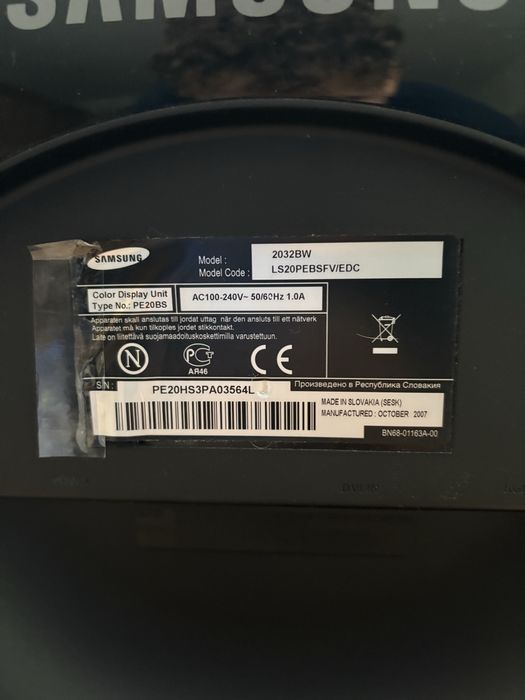 SAMSUNG
SAMSUNG
Model :
2032BW
Model Code :
LS20PEBSFV/EDC
Color Display Unit
Type No.: PE20BS
AC100-240V~ 50/60Hz 1.0A
Apparaten skall anslutas till jordat uttag när den ansluts till ett nätverk
Apparatet må kun tilkoples jordet stikkontakt.
Laite on liitettävä suojamaadoituskoskettimilla varustettuun.
N
PCT
AR46
CE
S/N :
PE20HS3PA03564L
Произведено в Республика Словакия
MADE IN SLOVAKIA (SESK)
MANUFACTURED : OCTOBER 2007
BN68-01163A-00